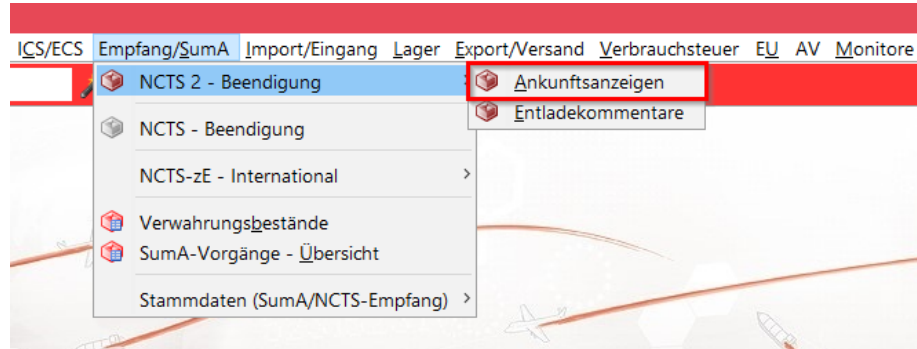 ICS/ECS Empfang/SumA Import/Eingang Lager Export/Versand Verbrauchsteuer EU AV Monitore
NCTS 2 - Beendigung
Ankunftsanzeigen
Entladekommentare
NCTS - Beendigung
NCTS-zE - International
Verwahrungsbestände
SumA-Vorgänge - Übersicht
Stammdaten (SumA/NCTS-Empfang)